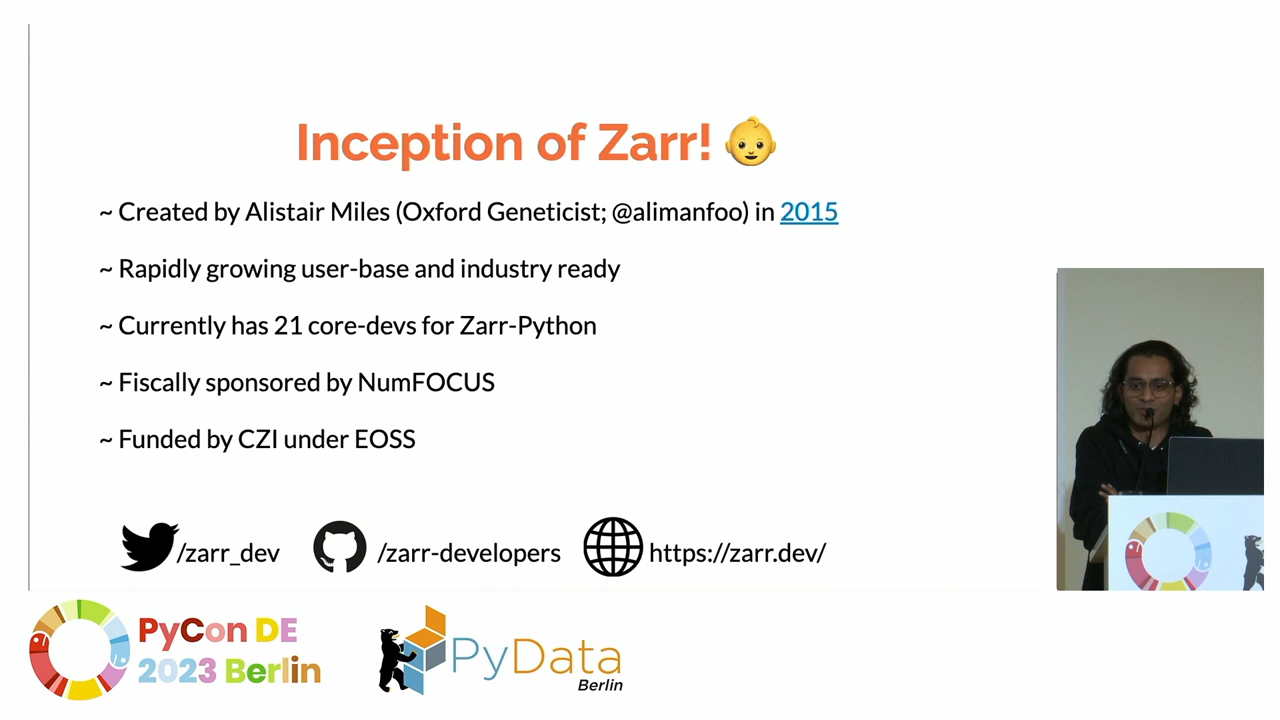 Inception of Zarr! 👶
~ Created by Alistair Miles (Oxford Geneticist; @alimanfoo) in 2015
~ Rapidly growing user-base and industry ready
~ Currently has 21 core-devs for Zarr-Python
~ Fiscally sponsored by NumFOCUS
~ Funded by CZI under EOSS
/zarr_dev /zarr-developers https://zarr.dev/
PyCon DE
2023 Berlin
PyData
Berlin